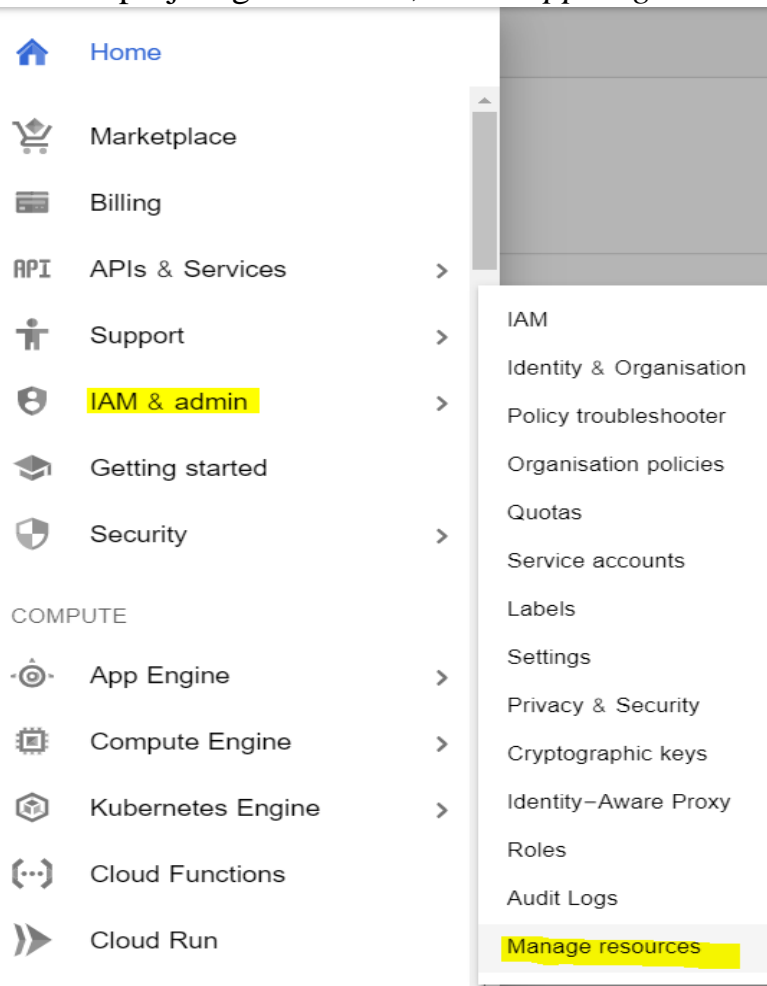 Home
Marketplace
Billing
API APIs & Services
Support
IAM & admin
Getting started
Security
COMPUTE
App Engine
Compute Engine
Kubernetes Engine
Cloud Functions
Cloud Run
IAM
Identity & Organisation
Policy troubleshooter
Organisation policies
Quotas
Service accounts
Labels
Settings
Privacy & Security
Cryptographic keys
Identity-Aware Proxy
Roles
Audit Logs
Manage resources